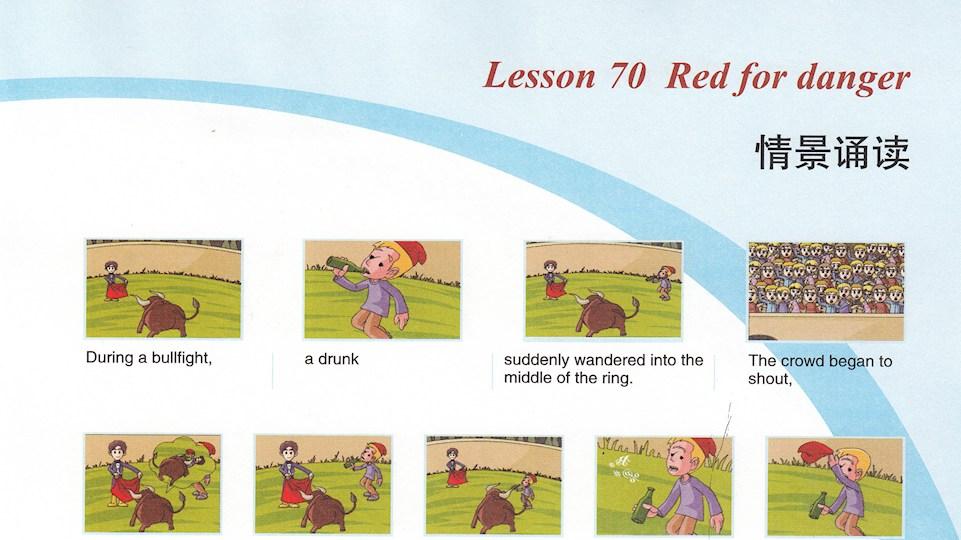 Lesson 70 Red for danger
情景诵读
During a bullfight,
a drunk
suddenly wandered into the
middle of the ring.
The crowd began to
shout,